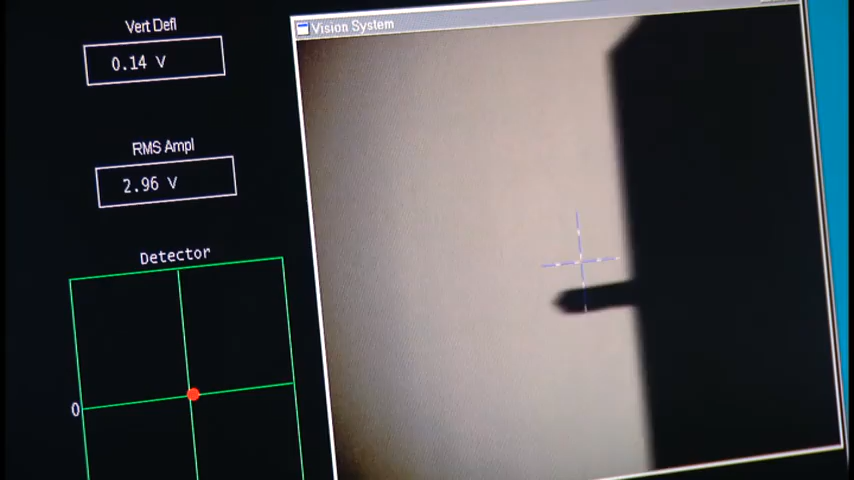 Vert Defl
0.14 V
RMS Ampl
2.96 V
Detector
0
Vision System